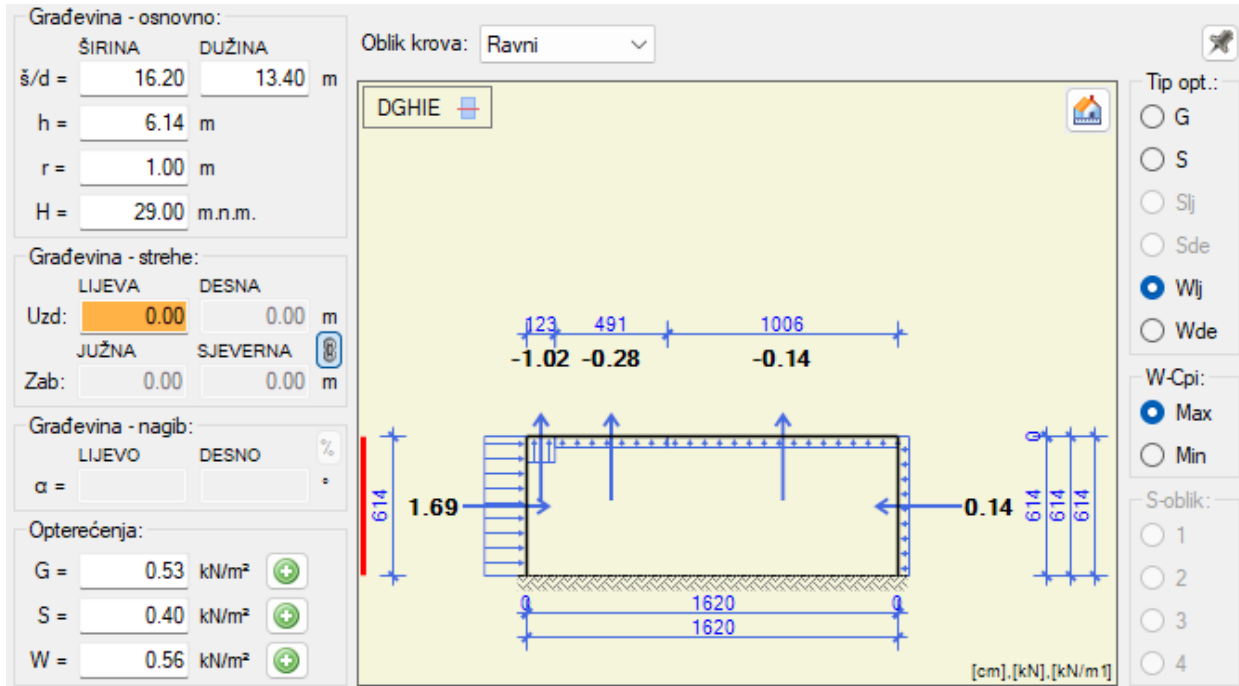 Građevina - osnovno:
ŠIRINA DUŽINA
š/d = 16.20 13.40 m
h = 6.14 m
r = 1.00 m
H = 29.00 m.n.m.
Građevina - strehe:
LIJEVA DESNA
Uzd: 0.00 0.00 m
JUŽNA SJEVERNA
Zab: 0.00 0.00 m
Građevina - nagib:
LIJEVO DESNO %
α = °
Opterećenja:
G = 0.53 kN/m²
S = 0.40 kN/m²
W = 0.56 kN/m²
Oblik krova: Ravni
DGHIE
123 491 1006
-1.02 -0.28 -0.14
614 1.69 0.14 0 614 614 614
0 1620 0
1620
[cm],[kN],[kN/m1]
Tip opt.:
G
S
Slj
Sde
Wlj
Wde
W-Cpi:
Max
Min
S-oblik:
1
2
3
4